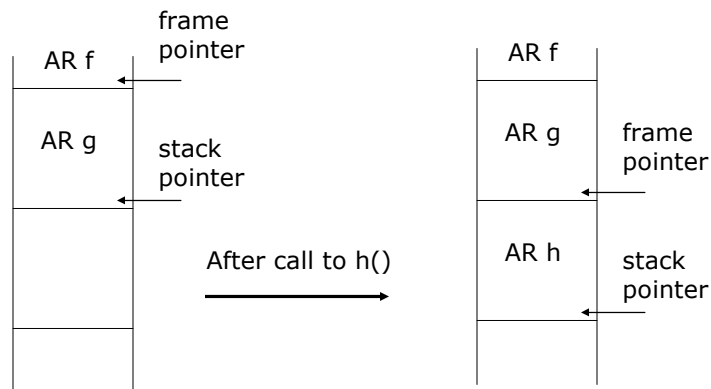 frame
pointer
AR f
AR g
stack
pointer
After call to h()
AR f
AR g
frame
pointer
AR h
stack
pointer